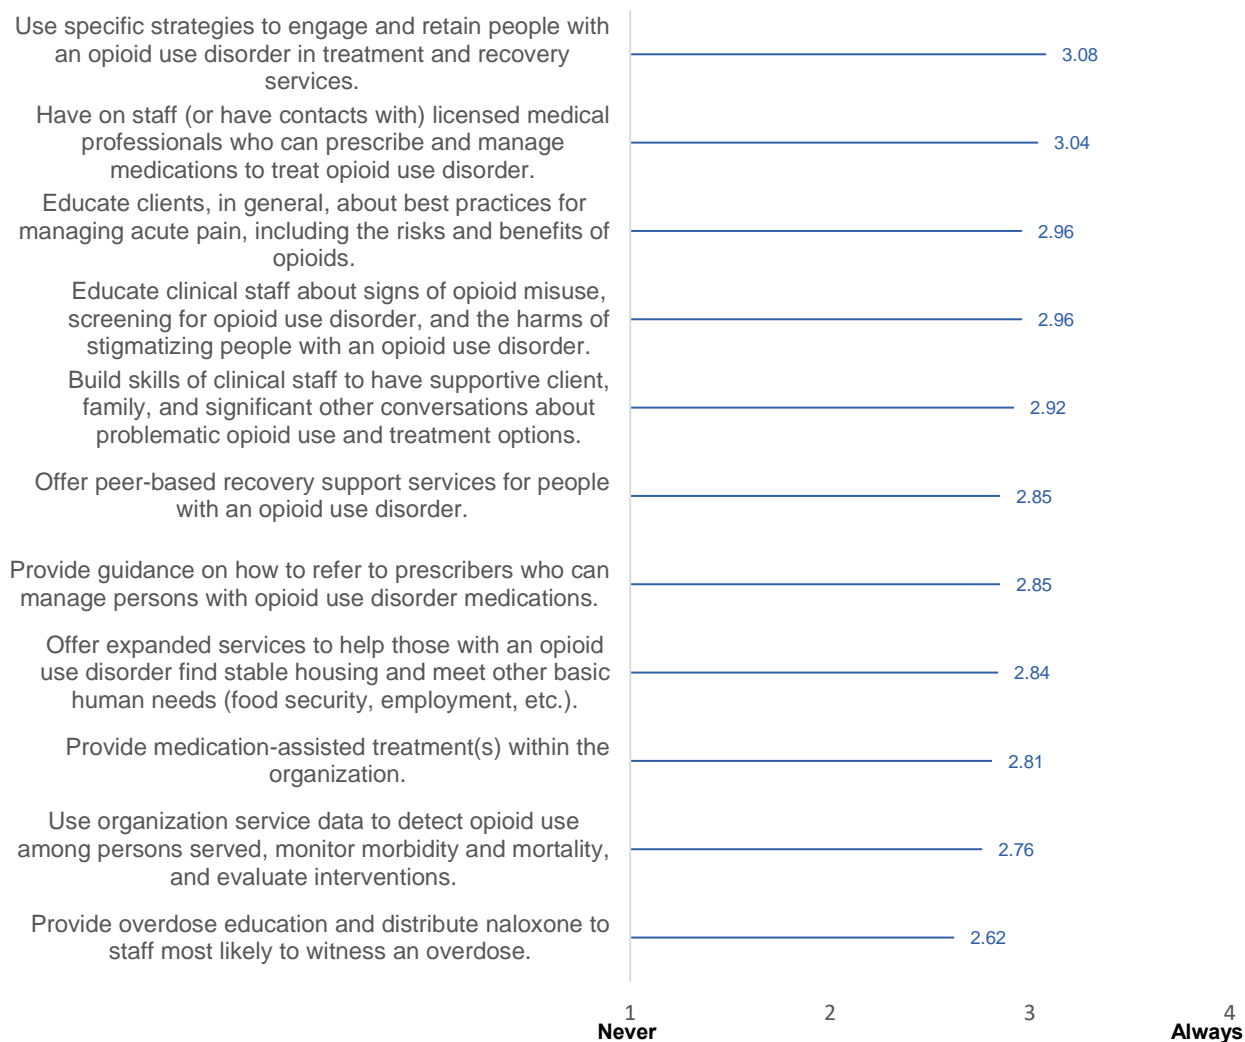 Use specific strategies to engage and retain people with
an opioid use disorder in treatment and recovery
services.
3.08
Have on staff (or have contacts with) licensed medical
professionals who can prescribe and manage
medications to treat opioid use disorder.
3.04
Educate clients, in general, about best practices for
managing acute pain, including the risks and benefits of
opioids.
2.96
Educate clinical staff about signs of opioid misuse,
screening for opioid use disorder, and the harms of
stigmatizing people with an opioid use disorder.
2.96
Build skills of clinical staff to have supportive client,
family, and significant other conversations about
problematic opioid use and treatment options.
2.92
Offer peer-based recovery support services for people
with an opioid use disorder.
2.85
Provide guidance on how to refer to prescribers who can
manage persons with opioid use disorder medications.
2.85
Offer expanded services to help those with an opioid
use disorder find stable housing and meet other basic
human needs (food security, employment, etc.).
2.84
Provide medication-assisted treatment(s) within the
organization.
2.81
Use organization service data to detect opioid use
among persons served, monitor morbidity and mortality,
and evaluate interventions.
2.76
Provide overdose education and distribute naloxone to
staff most likely to witness an overdose.
2.62
1 2 3 4
Never Always